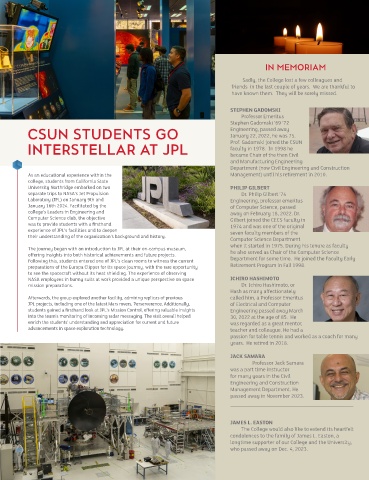 CSUN STUDENTS GO
INTERSTELLAR AT JPL
As an educational experience within the
college, students from California State
University Northridge embarked on two
separate trips to NASA's Jet Propulsion
Laboratory (JPL) on January 9th and
January 16th 2024. Facilitated by the
college's Leaders in Engineering and
Computer Science club, the objective
was to provide students with a firsthand
experience of JPL's facilities and to deepen
their understanding of the organization's background and history.
The journey began with an introduction to JPL at their on-campus museum,
offering insights into both historical achievements and future projects.
Following this, students entered one of JPL's clean rooms to witness the current
preparations of the Europa Clipper for its space journey, with the rare opportunity
to see the spacecraft without its heat shielding. The experience of observing
NASA employees in bunny suits at work provided a unique perspective on space
mission preparation.
Afterwards, the group explored another facility, admiring replicas of previous
JPL projects, including one of the latest Mars rovers, Perseverance. Additionally,
students gained a firsthand look at JPL's Mission Control, offering valuable insights
into the team's monitoring of incoming radar messaging. The visit overall helped
enrich the students' understanding and appreciation for current and future
advancements in space exploration technology.
IN MEMORIAM
Sadly, the College lost a few colleagues and
friends in the last couple of years. We are thankful to
have known them. They will be sorely missed.
STEPHEN GADOMSKI
Professor Emeritus
Stephen Gadomski '69 '72
Engineering, passed away
January 22, 2022. He was 75.
Prof. Gadomski joined the CSUN
faculty in 1978. In 1998 he
became Chair of the then Civil
and Manufacturing Engineering
Department (now Civil Engineering and Construction
Management) until his retirement in 2010.
PHILIP GILBERT
Dr. Philip Gilbert '74
Engineering, professor emeritus
of Computer Science, passed
away on February 16, 2022. Dr.
Gilbert joined the CECS faculty in
1974 and was one of the original
seven faculty members of the
Computer Science Department
when it started in 1975. During his tenure as faculty
he also served as Chair of the Computer Science
Department for some time. He joined the Faculty Early
Retirement Program in Fall 1998.
ICHIRO HASHIMOTO
Dr. Ichiro Hashimoto, or
Hash as many affectionately
called him, a Professor Emeritus
of Electrical and Computer
Engineering passed away March
30, 2022 at the age of 95. He
was regarded as a great mentor,
teacher and colleague. He had a
passion for table tennis and worked as a coach for many
years. He retired in 2010.
JACK SAMARA
Professor Jack Samara
was a part time instructor
for many years in the Civil
Engineering and Construction
Management Department. He
passed away in November 2023.
JAMES L. EASTON
The College would also like to extend its heartfelt
condolences to the family of James L. Easton, a
longtime supporter of our College and the University,
who passed away on Dec. 4, 2023.